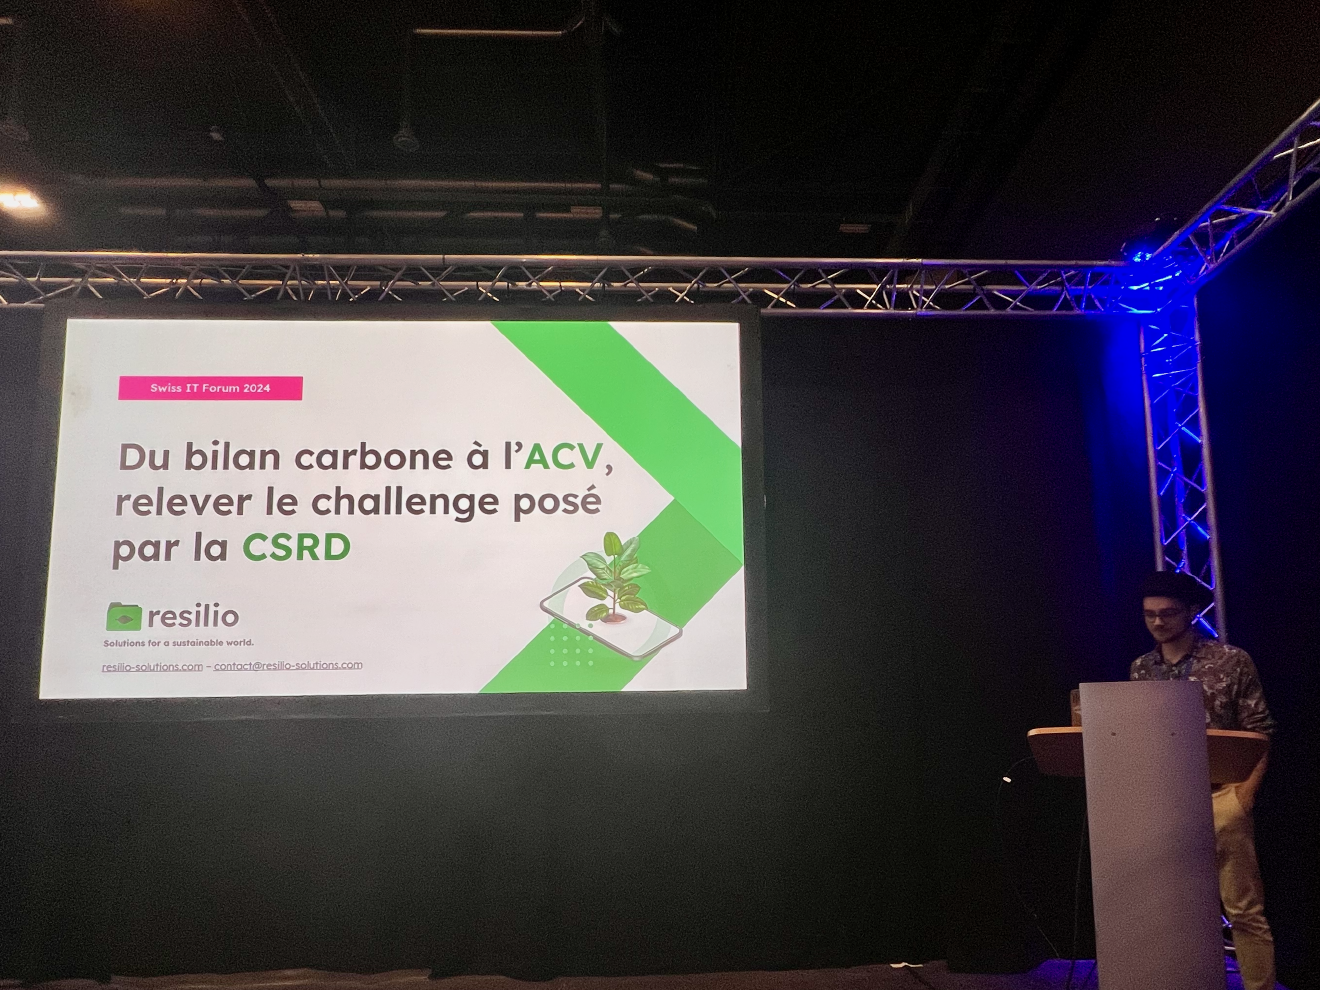 Swiss IT Forum 2024
Du bilan carbone à l’ACV,
relever le challenge posé
par la CSRD
resilio
Solutions for a sustainable world.
resilio-solutions.com – contact@resilio-solutions.com